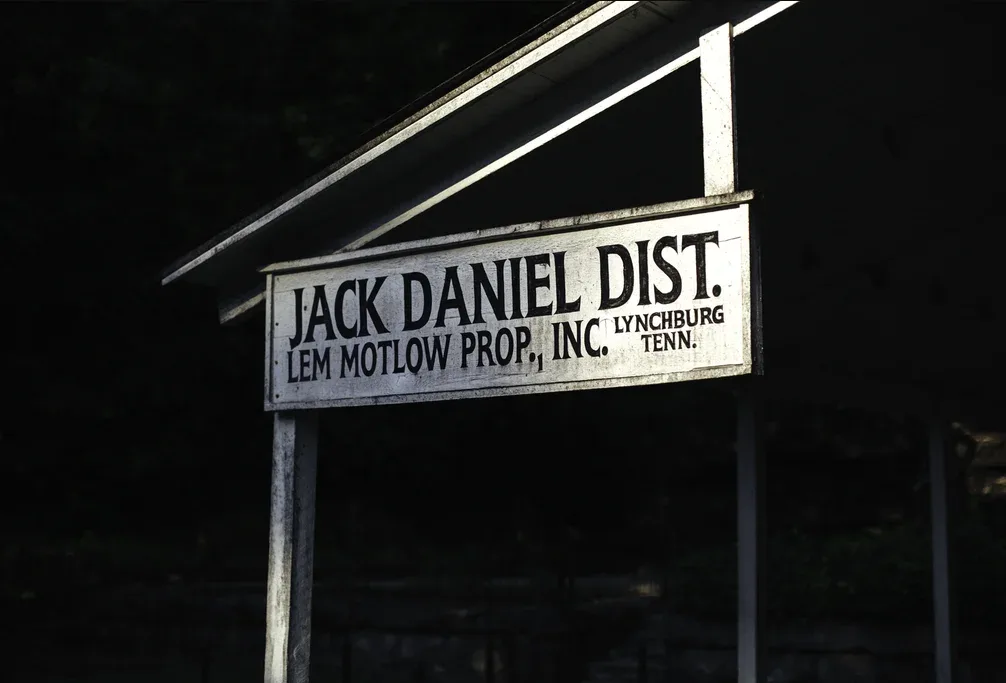 JACK DANIEL DIST.
LEM MOTLOW PROP., INC. LYNCHBURG
TENN.